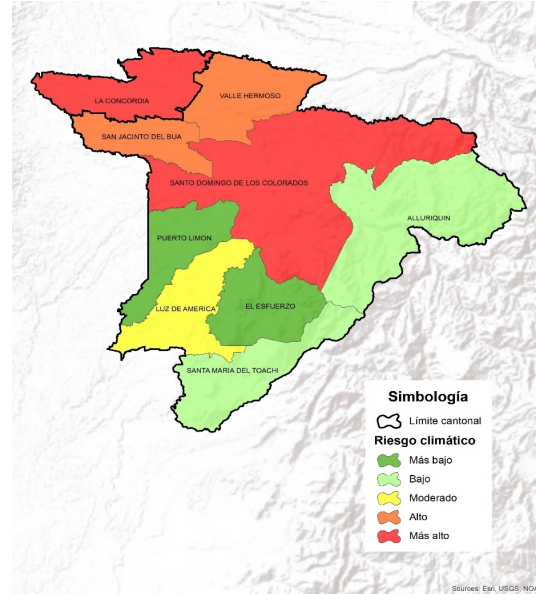 LA CONCORDIA
VALLE HERMOSO
SAN JACINTO DEL BUA
SANTO DOMINGO DE LOS COLORADOS
ALLURIQUIN
PUERTO LIMON
LUZ DE AMERICA
EL ESFUERZO
SANTA MARIA DEL TOACHI
Simbología
Límite cantonal
Riesgo climático
Más bajo
Bajo
Moderado
Alto
Más alto
Sources: Esri, USGS, NOA